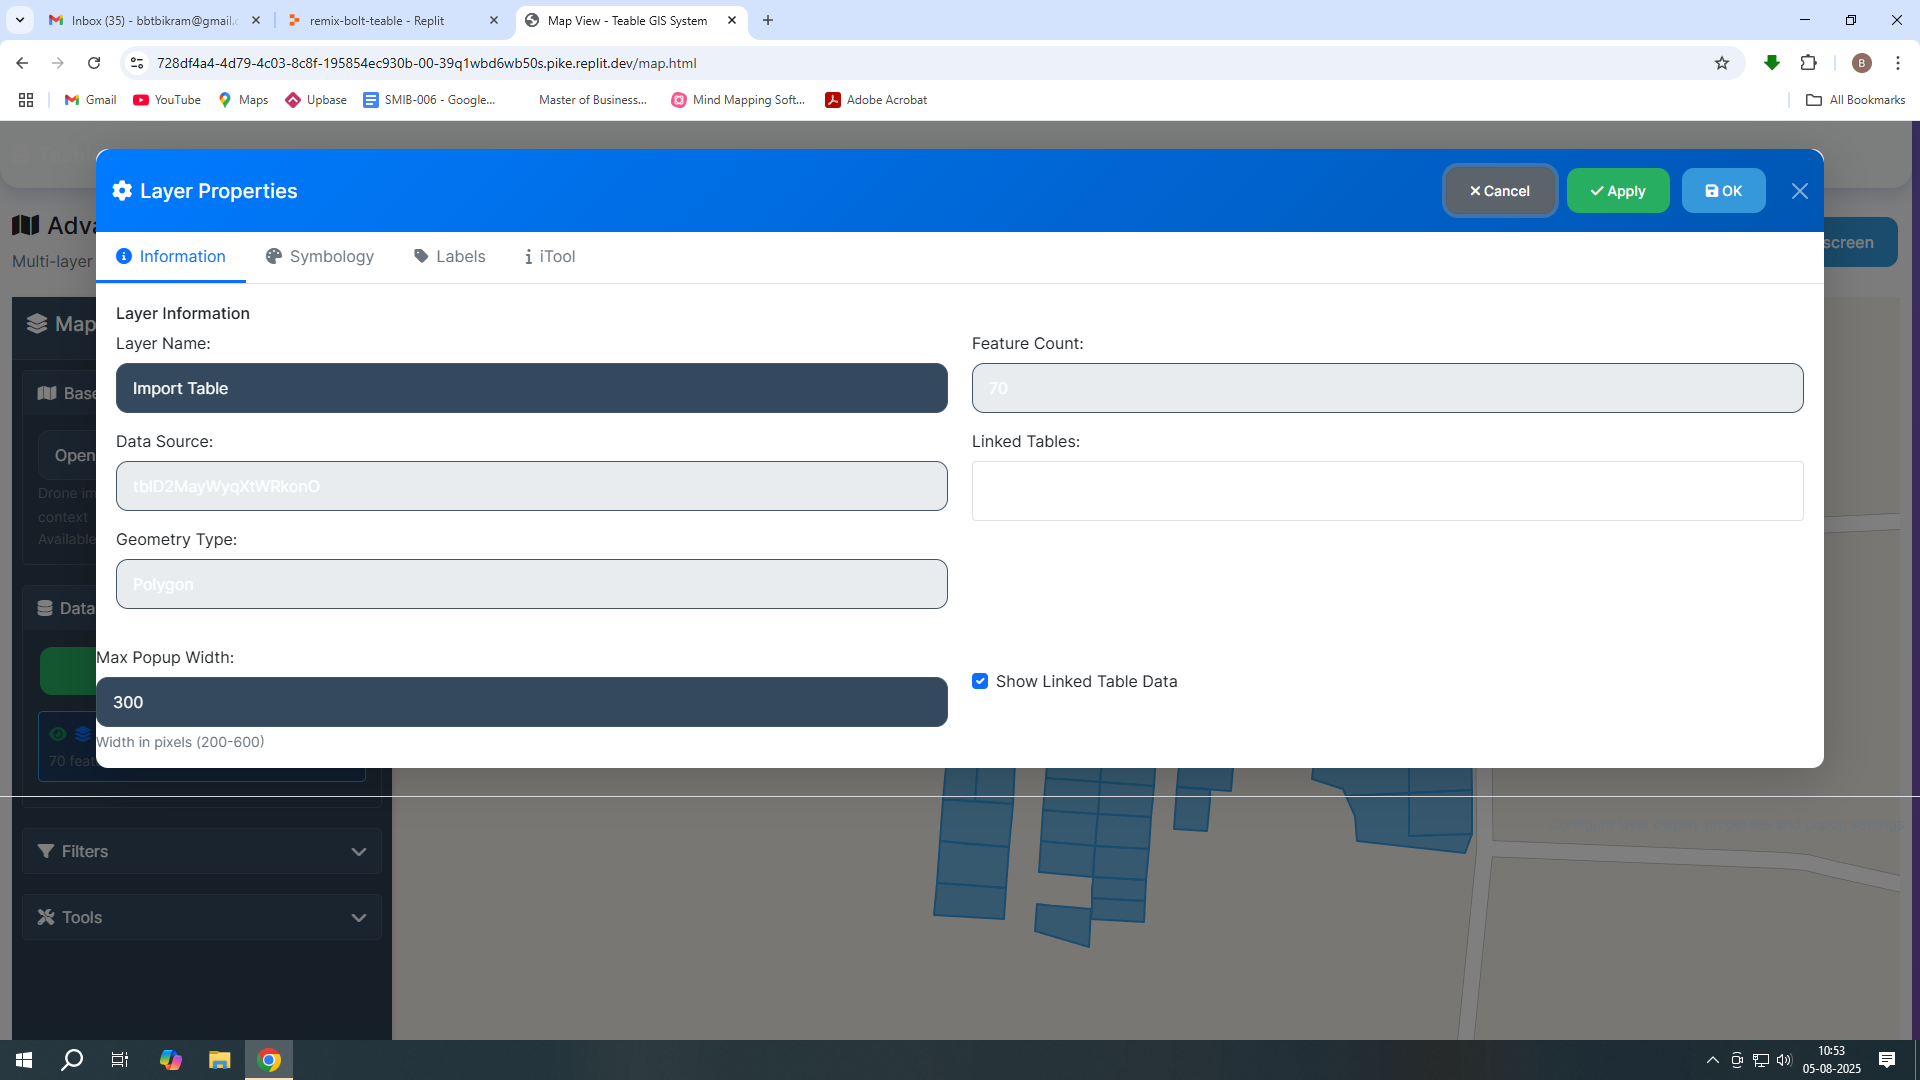 Inbox (35) - bbtbikram@gmail.c
remix-bolt-teable - Replit
Map View - Teable GIS System
728df4a4-4d79-4c03-8c8f-195854ec930b-00-39q1wbd6wb50s.pike.replit.dev/map.html
B
Gmail
YouTube
Maps
Upbase
SMIB-006 - Google...
Master of Business...
Mind Mapping Soft...
Adobe Acrobat
All Bookmarks
Layer Properties
Cancel
Apply
OK
Adva
screen
Multi-layer
Information
Symbology
Labels
iTool
Map
Layer Information
Layer Name:
Feature Count:
Import Table
70
Base
Data Source:
Linked Tables:
Open
tblD2MayWyqXtWRkonO
Drone im
context
Available
Geometry Type:
Polygon
Data
Max Popup Width:
Show Linked Table Data
300
Width in pixels (200-600)
70 feat
Filters
Tools
10:53
05-08-2025